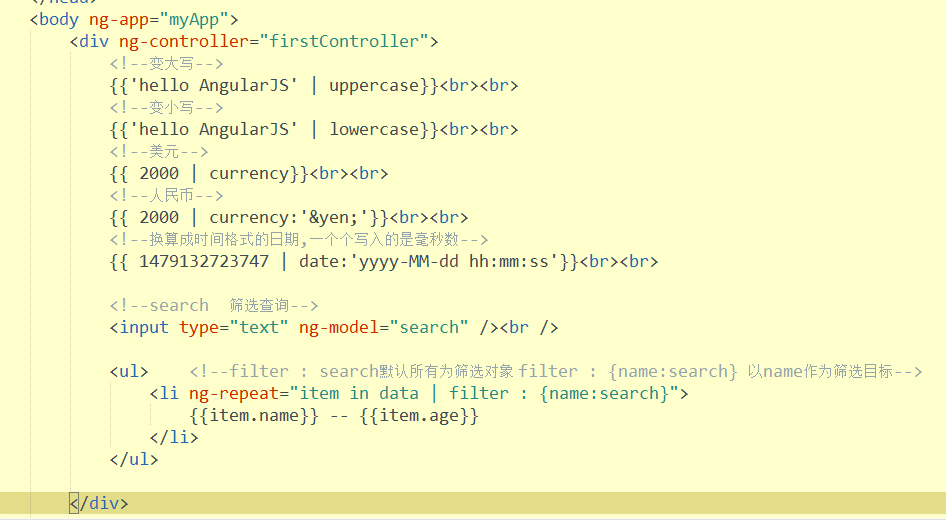 </head>
<body ng-app="myApp">
<div ng-controller="firstController">
<!--变大写-->
{{'hello AngularJS' | uppercase}}<br><br>
<!--变小写-->
{{'hello AngularJS' | lowercase}}<br><br>
<!--美元-->
{{ 2000 | currency}}<br><br>
<!--人民币-->
{{ 2000 | currency:'&yen;'}}<br><br>
<!--换算成时间格式的日期,一个个写入的是毫秒数-->
{{ 1479132723747 | date:'yyyy-MM-dd hh:mm:ss'}}<br><br>
<!--search  筛选查询-->
<input type="text" ng-model="search" /><br />
<ul>    <!--filter : search默认所有为筛选对象 filter : {name:search} 以name作为筛选目标-->
<li ng-repeat="item in data | filter : {name:search}">
{{item.name}} -- {{item.age}}
</li>
</ul>
</div>